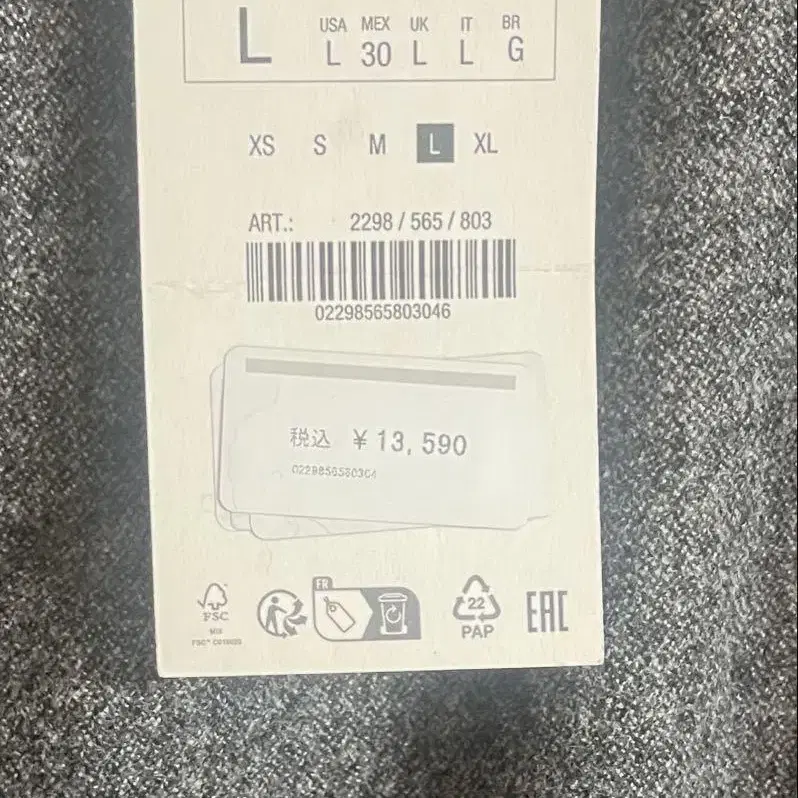 L USA MEX UK IT BR
L 30 L L G
XS S M L XL
ART.: 2298 / 565 / 803
02298565803046
税込 ¥13,590
FR
FSC
MIX
22
PAP
EAC